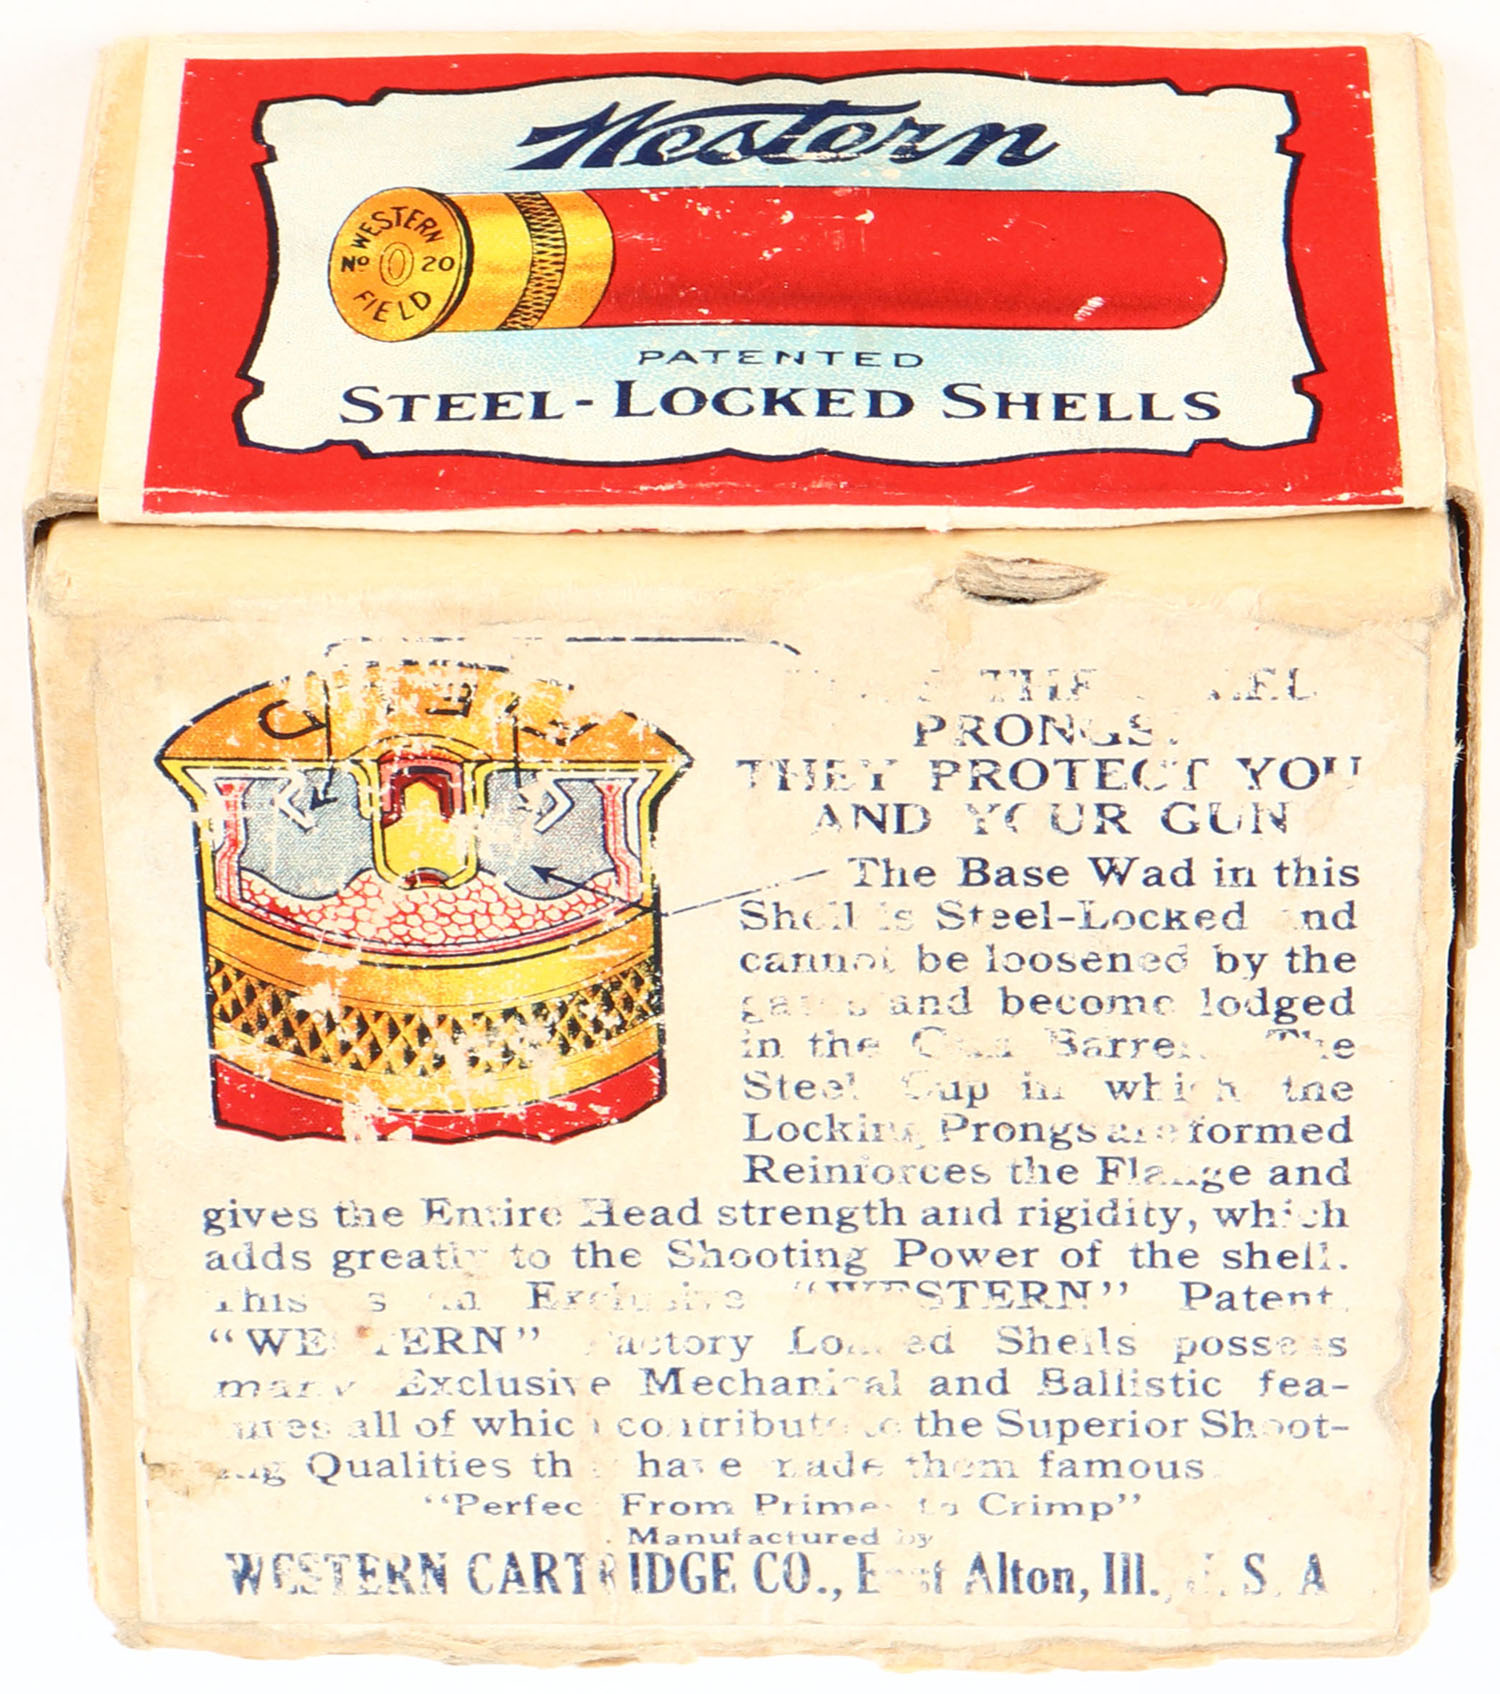 Western
WESTERN
No 20
FIELD
PATENTED
STEEL-LOCKED SHELLS
THE STEEL
PRONGS.
THEY PROTECT YOU
AND YOUR GUN
The Base Wad in this
Shell is Steel-Locked and
cannot be loosened by the
gases and become lodged
in the Gun Barrel. The
Steel Cup in which the
Locking Prongs are formed
Reinforces the Flange and
gives the Entire Head strength and rigidity, which
adds greatly to the Shooting Power of the shell.
This is an Exclusive "WESTERN" Patent.
"WESTERN" Factory Loaded Shells possess
many Exclusive Mechanical and Ballistic fea-
tures all of which contribute to the Superior Shoot-
ing Qualities that have made them famous.
"Perfect From Primer to Crimp"
Manufactured by
WESTERN CARTRIDGE CO., East Alton, Ill., U. S. A